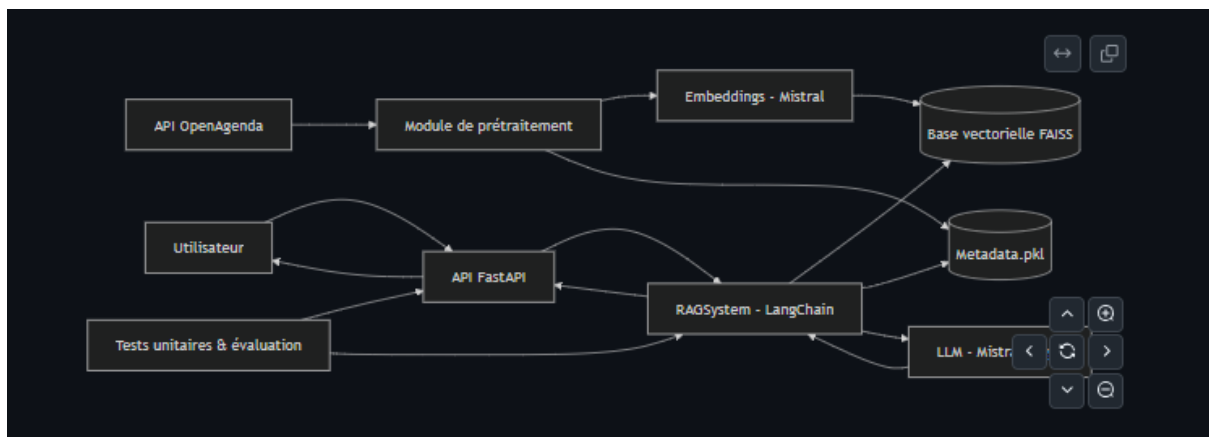 Embeddings - Mistral
API OpenAgenda
Module de prétraitement
Base vectorielle FAISS
Utilisateur
Metadata.pkl
API FastAPI
RAGSystem - LangChain
Tests unitaires & évaluation
LLM -